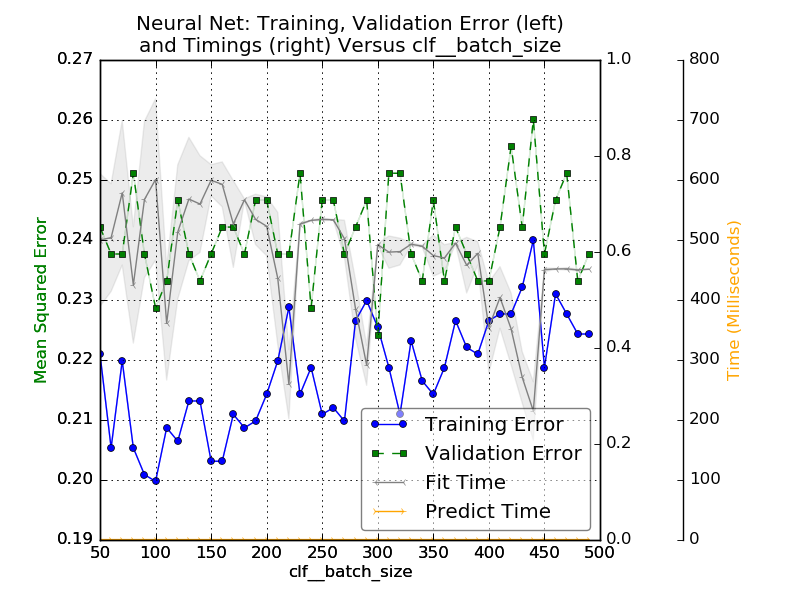 Neural Net: Training, Validation Error (left)
and Timings (right) Versus clf__batch_size
Mean Squared Error
0.27
0.26
0.25
0.24
0.23
0.22
0.21
0.20
0.19
1.0
0.8
0.6
0.4
0.2
0.0
800
700
600
500
400
300
200
100
0
Time (Milliseconds)
Training Error
Validation Error
Fit Time
Predict Time
50 100 150 200 250 300 350 400 450 500
clf__batch_size